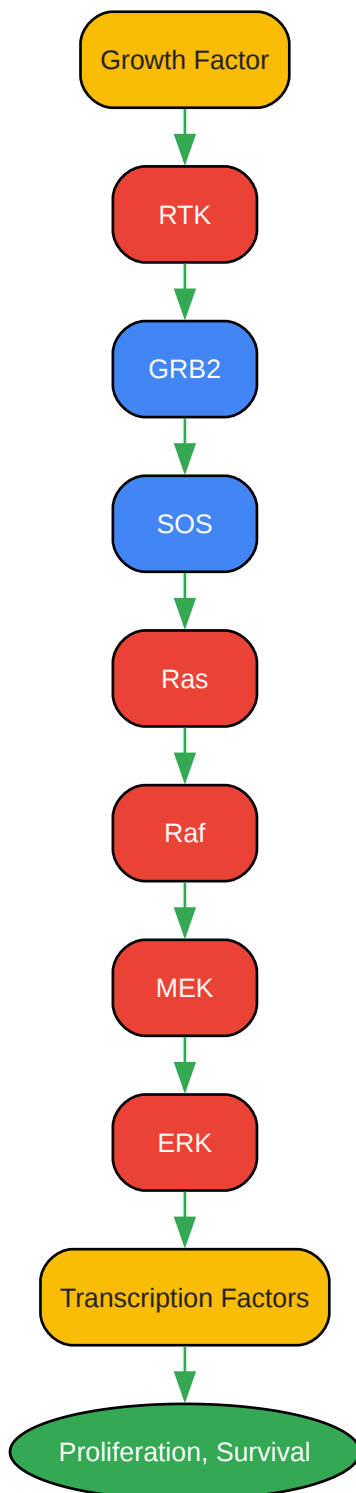 Growth Factor
RTK
GRB2
SOS
Ras
Raf
MEK
ERK
Transcription Factors
Proliferation, Survival